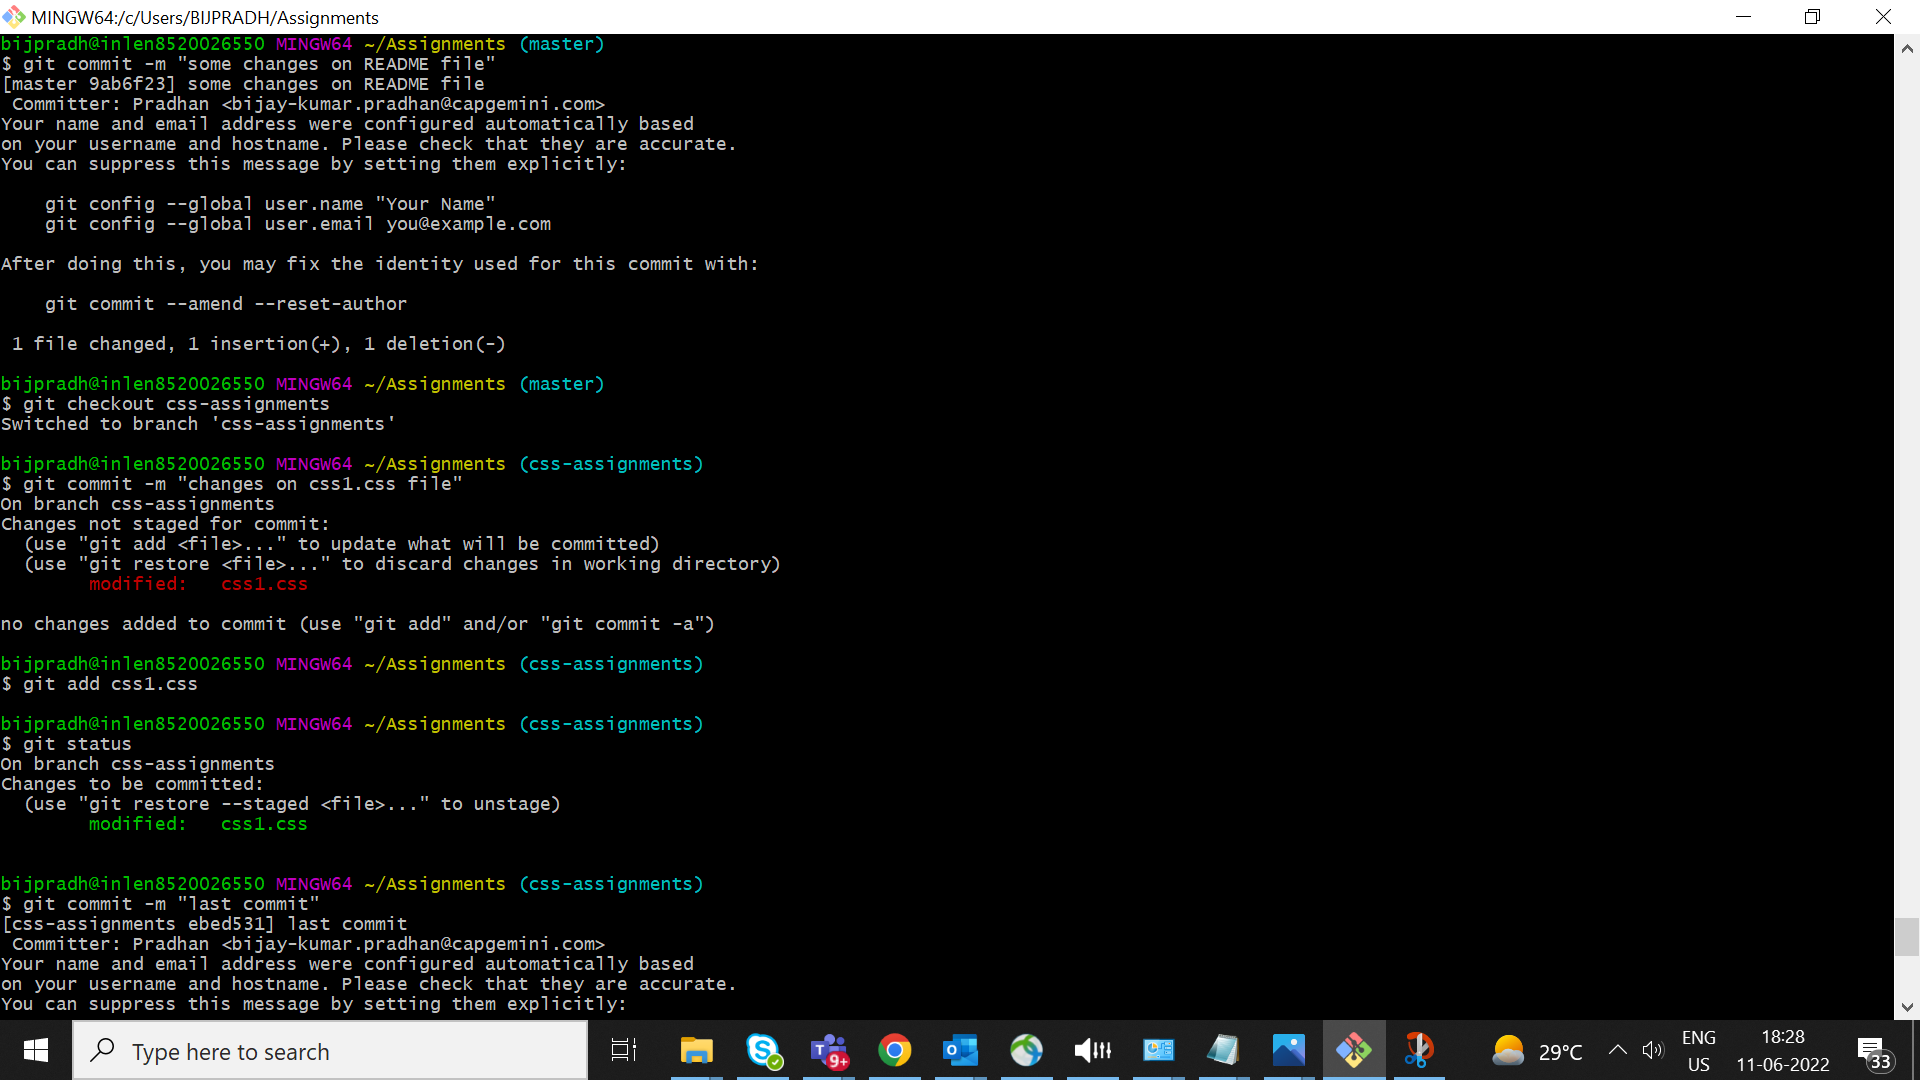 MINGW64:/c/Users/BIJPRADH/Assignments
bijpradh@inlen8520026550 MINGW64 ~/Assignments (master)
$ git commit -m "some changes on README file"
[master 9ab6f23] some changes on README file
 Committer: Pradhan <bijay-kumar.pradhan@capgemini.com>
Your name and email address were configured automatically based
on your username and hostname. Please check that they are accurate.
You can suppress this message by setting them explicitly:

    git config --global user.name "Your Name"
    git config --global user.email you@example.com

After doing this, you may fix the identity used for this commit with:

    git commit --amend --reset-author

 1 file changed, 1 insertion(+), 1 deletion(-)

bijpradh@inlen8520026550 MINGW64 ~/Assignments (master)
$ git checkout css-assignments
Switched to branch 'css-assignments'

bijpradh@inlen8520026550 MINGW64 ~/Assignments (css-assignments)
$ git commit -m "changes on css1.css file"
On branch css-assignments
Changes not staged for commit:
  (use "git add <file>..." to update what will be committed)
  (use "git restore <file>..." to discard changes in working directory)
        modified:   css1.css

no changes added to commit (use "git add" and/or "git commit -a")

bijpradh@inlen8520026550 MINGW64 ~/Assignments (css-assignments)
$ git add css1.css

bijpradh@inlen8520026550 MINGW64 ~/Assignments (css-assignments)
$ git status
On branch css-assignments
Changes to be committed:
  (use "git restore --staged <file>..." to unstage)
        modified:   css1.css

bijpradh@inlen8520026550 MINGW64 ~/Assignments (css-assignments)
$ git commit -m "last commit"
[css-assignments ebed531] last commit
 Committer: Pradhan <bijay-kumar.pradhan@capgemini.com>
Your name and email address were configured automatically based
on your username and hostname. Please check that they are accurate.
You can suppress this message by setting them explicitly:
Type here to search
9+
29°C
ENG
US
18:28
11-06-2022
33